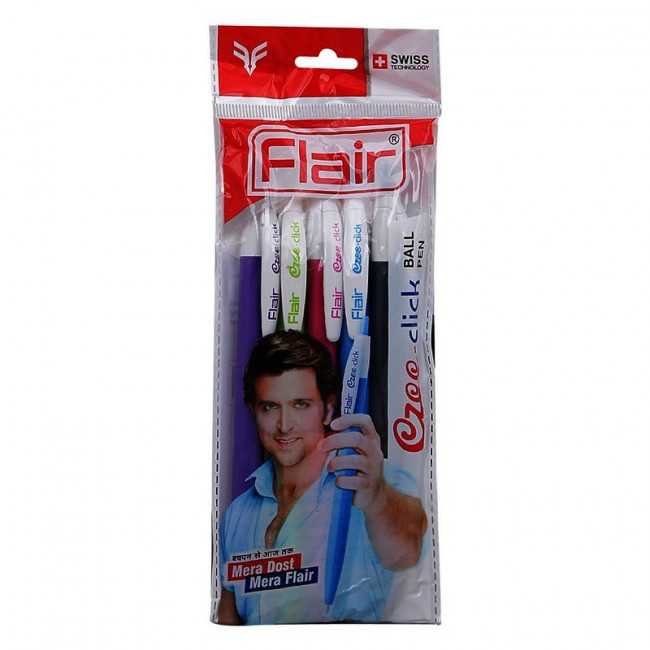 SWISS
TECHNOLOGY
Flair®
Flair Ezee-click
Flair Ezee-click
Flair Ezee-click
Flair Ezee-click
Ezee-click BALL PEN
Flair Ezee-click
बचपन से आज तक
Mera Dost
Mera Flair